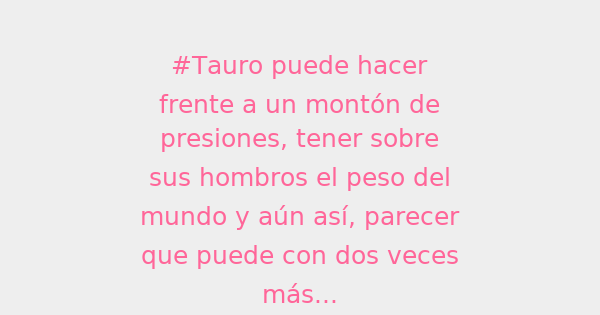 #Tauro puede hacer
frente a un montón de
presiones, tener sobre
sus hombros el peso del
mundo y aún así, parecer
que puede con dos veces
más...